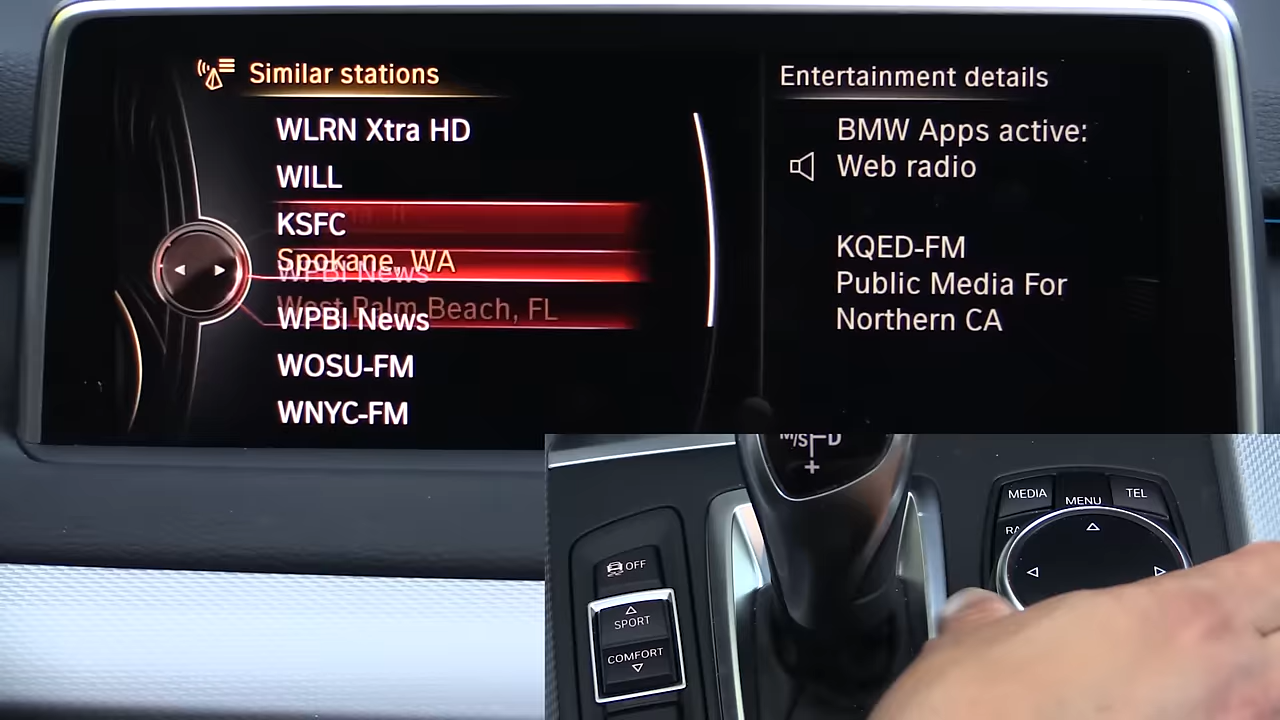 Similar stations
WLRN Xtra HD
WILL
KSFC
Spokane, WA
WPBI News
West Palm Beach, FL
WPBI News
WOSU-FM
WNYC-FM
Entertainment details
BMW Apps active:
Web radio
KQED-FM
Public Media For
Northern CA
M/S D
+
OFF
SPORT
COMFORT
MEDIA
MENU
TEL
RA